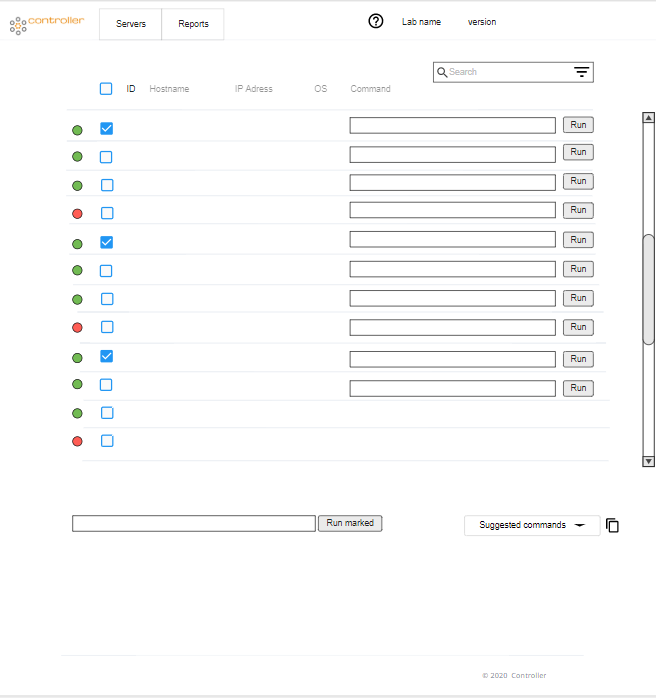 controller
Servers
Reports
Lab name
version
Search
ID Hostname IP Adress OS Command
Run
Run
Run
Run
Run
Run
Run
Run
Run
Run
Run marked
Suggested commands
© 2020 Controller